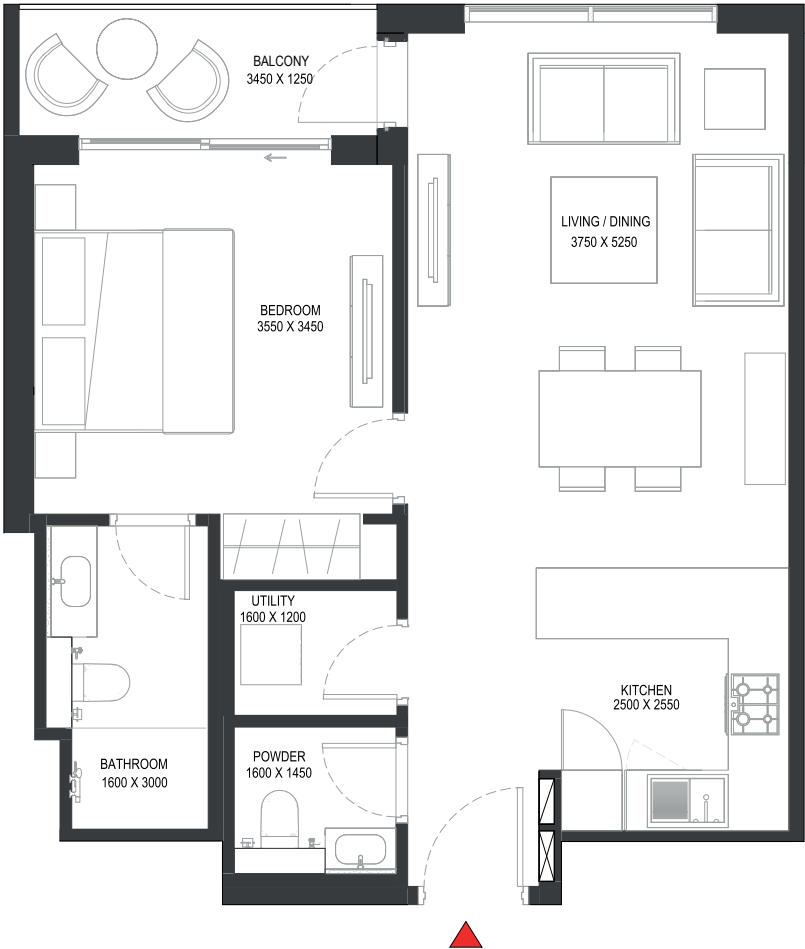 BALCONY
3450 X 1250
LIVING / DINING
3750 X 5250
BEDROOM
3550 X 3450
UTILITY
1600 X 1200
KITCHEN
2500 X 2550
BATHROOM
1600 X 3000
POWDER
1600 X 1450